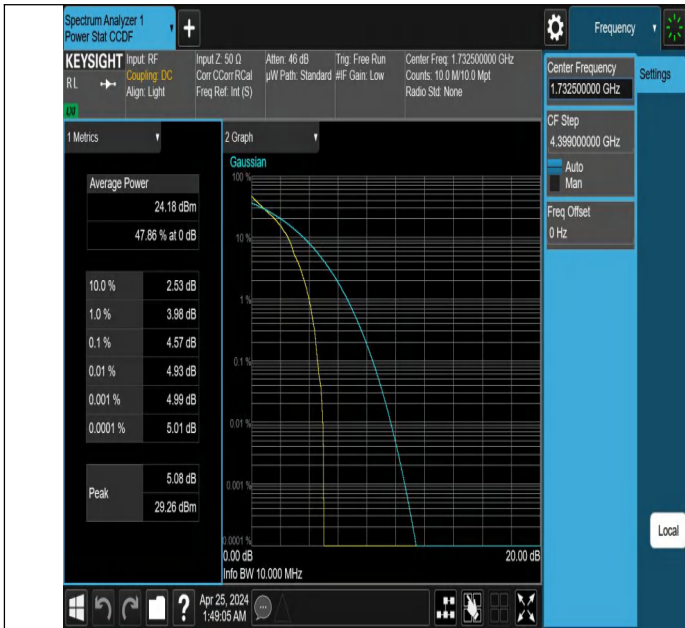 Spectrum Analyzer 1
Power Stat CCDF
Frequency
KEYSIGHT
RL
LNI
Input: RF
Coupling: DC
Align: Light
Input Z: 50 Ω
Corr CCorr RCal
Freq Ref: Int (S)
Atten: 46 dB
µW Path: Standard
Trig: Free Run
#IF Gain: Low
Center Freq: 1.732500000 GHz
Counts: 10.0 M/10.0 Mpt
Radio Std: None
Center Frequency
1.732500000 GHz
Settings
CF Step
4.399000000 GHz
Auto
Man
Freq Offset
0 Hz
1 Metrics
Average Power
24.18 dBm
47.86 % at 0 dB
10.0 % 2.53 dB
1.0 % 3.98 dB
0.1 % 4.57 dB
0.01 % 4.93 dB
0.001 % 4.99 dB
0.0001 % 5.01 dB
Peak
5.08 dB
29.26 dBm
2 Graph
Gaussian
100 %
10 %
1 %
0.1 %
0.01 %
0.001 %
0.0001 %
0.00 dB 20.00 dB
Info BW 10.000 MHz
Local
?
Apr 25, 2024
1:49:05 AM